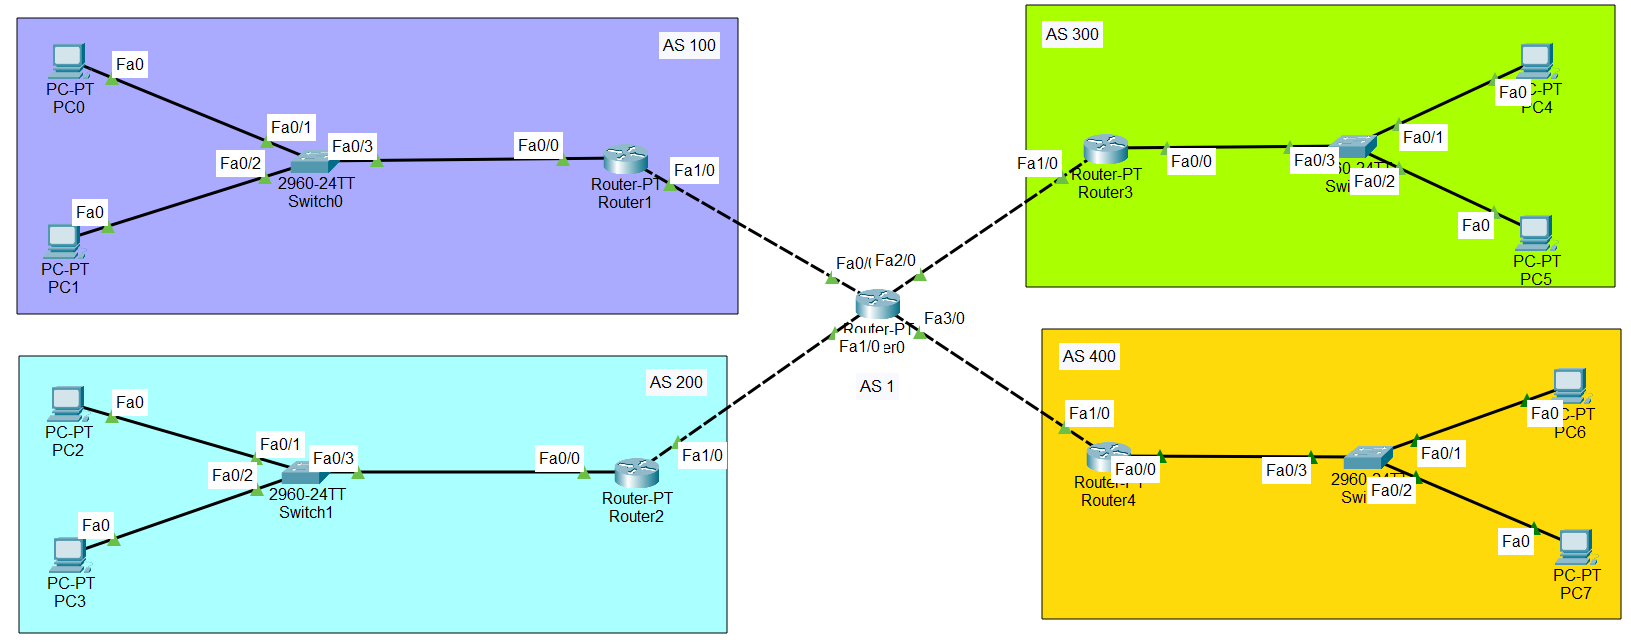 AS 100
Fa0
PC-PT
PC0
Fa0/1
Fa0/3
Fa0/2
2960-24TT
Switch0
Fa0
PC-PT
PC1
Fa0/0
Router-PT
Router1
Fa1/0
AS 300
Fa1/0
Router-PT
Router3
Fa0/0
Fa0/3
Fa0/1
Fa0/2
Fa0
PC4
Fa0
PC-PT
PC5
Fa2/0
Router-PT
Fa1/0
Fa3/0
AS 1
AS 200
Fa0
PC-PT
PC2
Fa0/1
Fa0/3
Fa0/2
2960-24TT
Switch1
Fa0
PC-PT
PC3
Fa0/0
Router-PT
Router2
Fa1/0
AS 400
Fa1/0
Fa0/0
Router4
Fa0/3
Fa0/1
Fa0/2
Fa0
PC6
Fa0
PC-PT
PC7